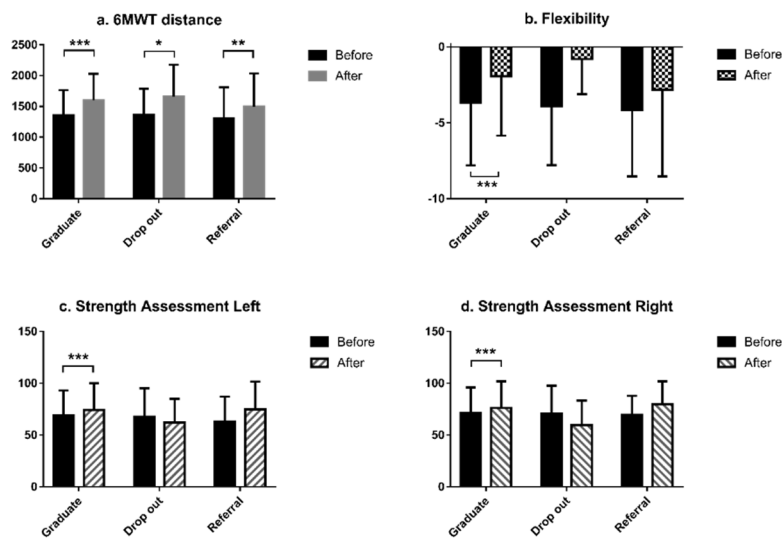 a. 6MWT distance
2500
2000
1500
1000
500
0
***
*
**
Before
After
Graduate
Drop out
Referral
b. Flexibility
0
-5
-10
***
Before
After
Graduate
Drop out
Referral
c. Strength Assessment Left
150
100
50
0
***
Before
After
Graduate
Drop out
Referral
d. Strength Assessment Right
150
100
50
0
***
Before
After
Graduate
Drop out
Referral